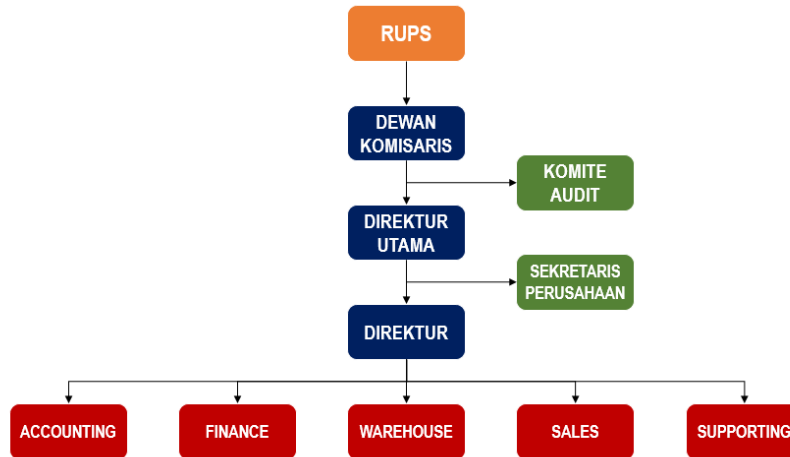 RUPS
DEWAN
KOMISARIS
KOMITE
AUDIT
DIREKTUR
UTAMA
SEKRETARIS
PERUSAHAAN
DIREKTUR
ACCOUNTING
FINANCE
WAREHOUSE
SALES
SUPPORTING